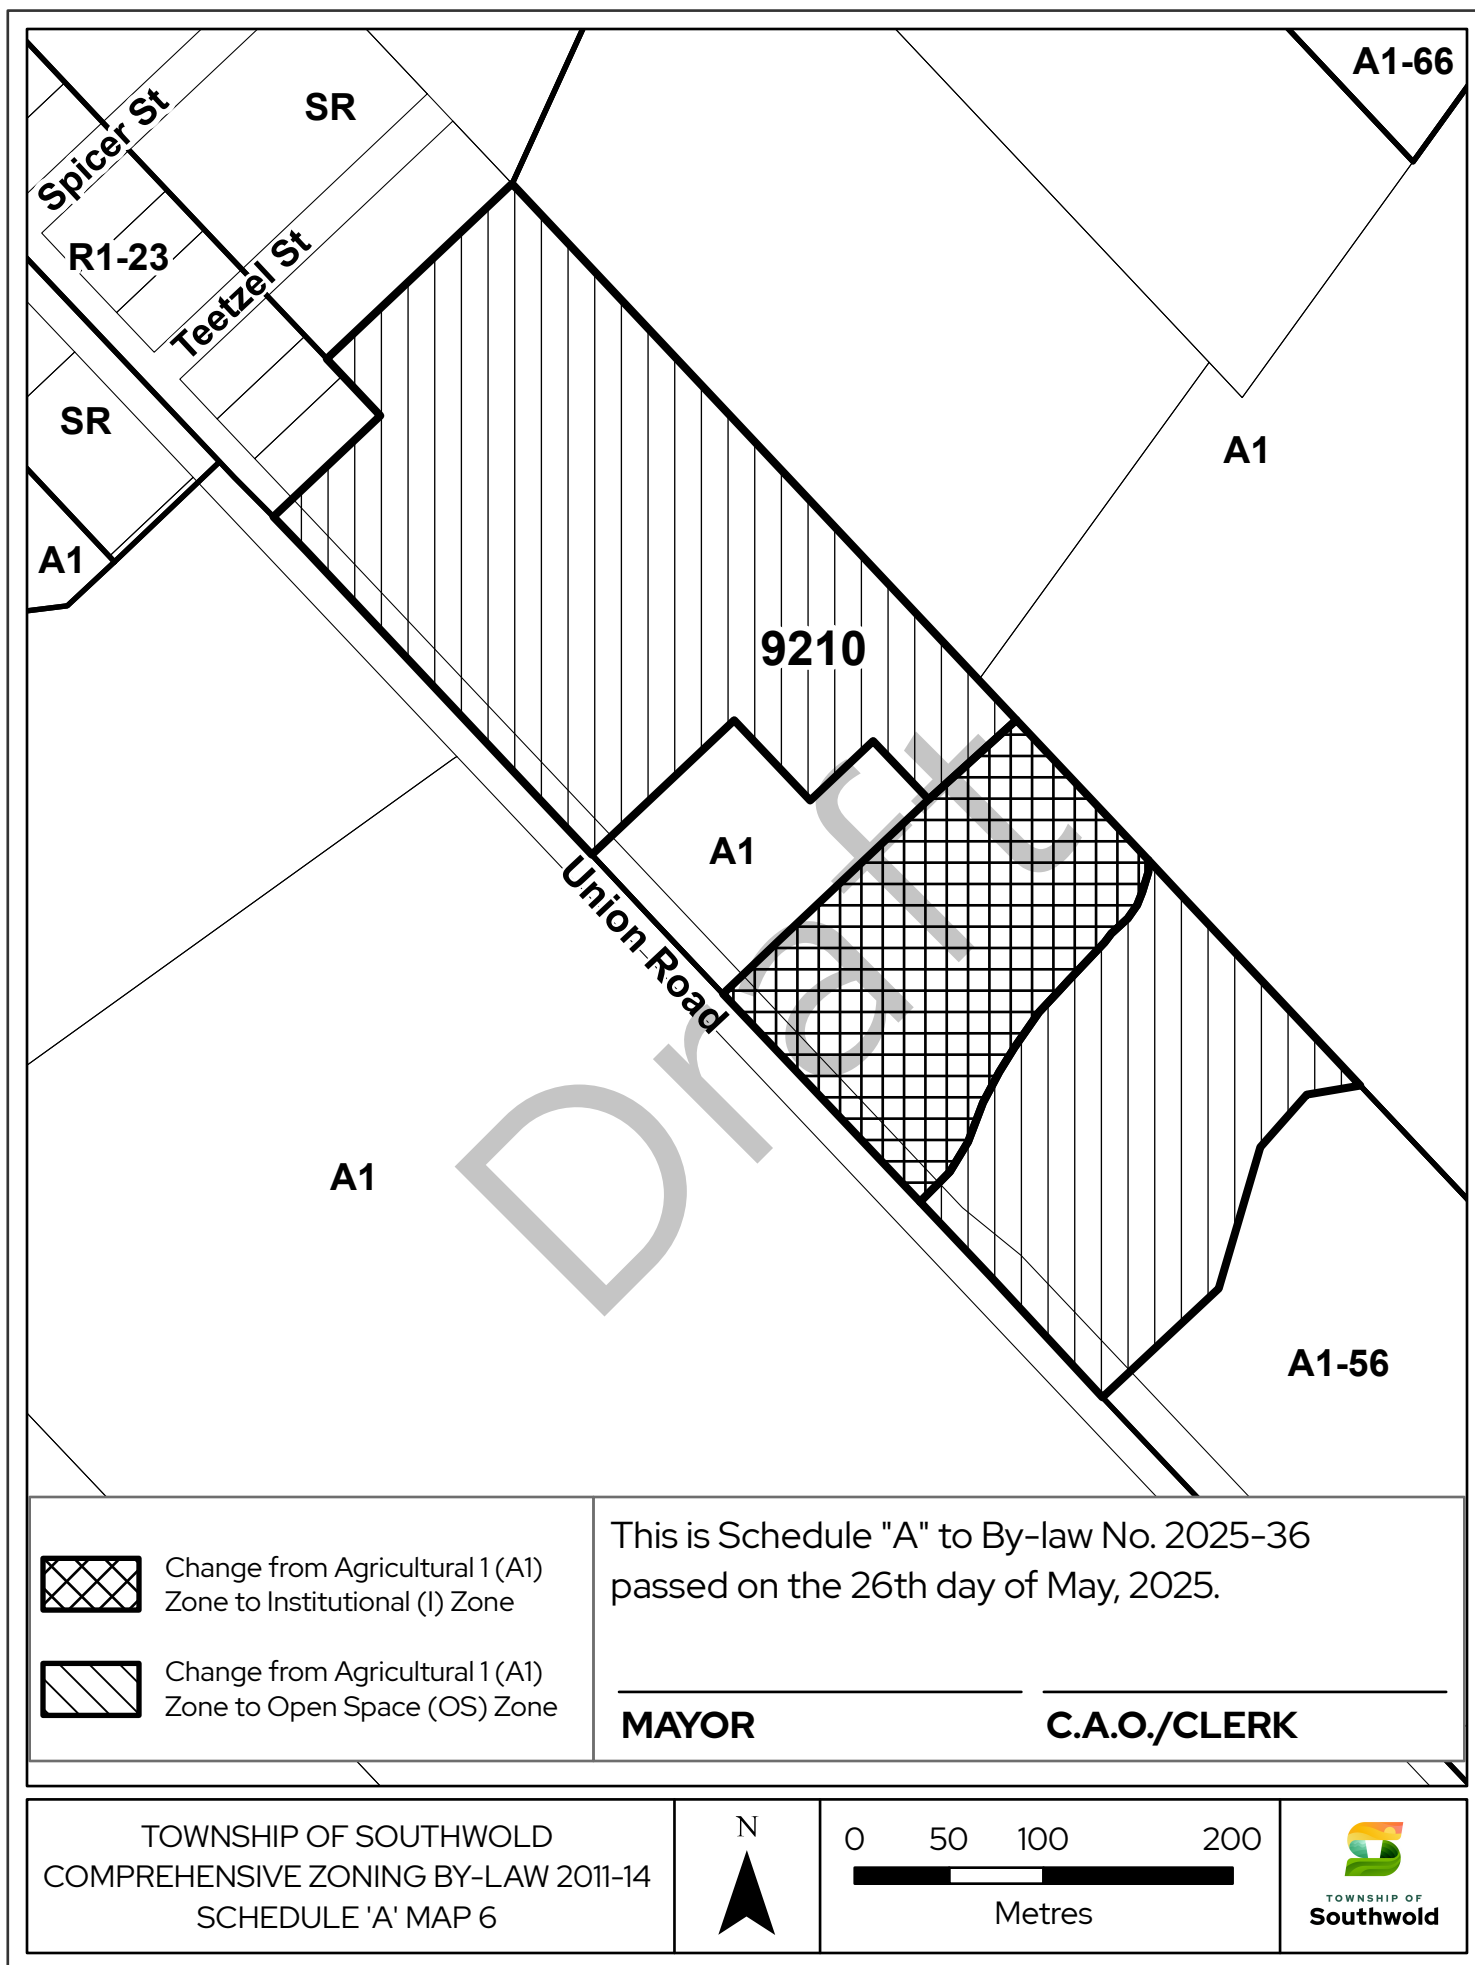 A1-66
SR
Spicer St
R1-23
Teetzel St
SR
A1
A1
9210
A1
Union Road
Draft
A1
A1-56
Change from Agricultural 1 (A1)
Zone to Institutional (I) Zone
Change from Agricultural 1 (A1)
Zone to Open Space (OS) Zone
This is Schedule "A" to By-law No. 2025-36
passed on the 26th day of May, 2025.
MAYOR
C.A.O./CLERK
TOWNSHIP OF SOUTHWOLD
COMPREHENSIVE ZONING BY-LAW 2011-14
SCHEDULE 'A' MAP 6
N
0 50 100 200
Metres
TOWNSHIP OF
Southwold